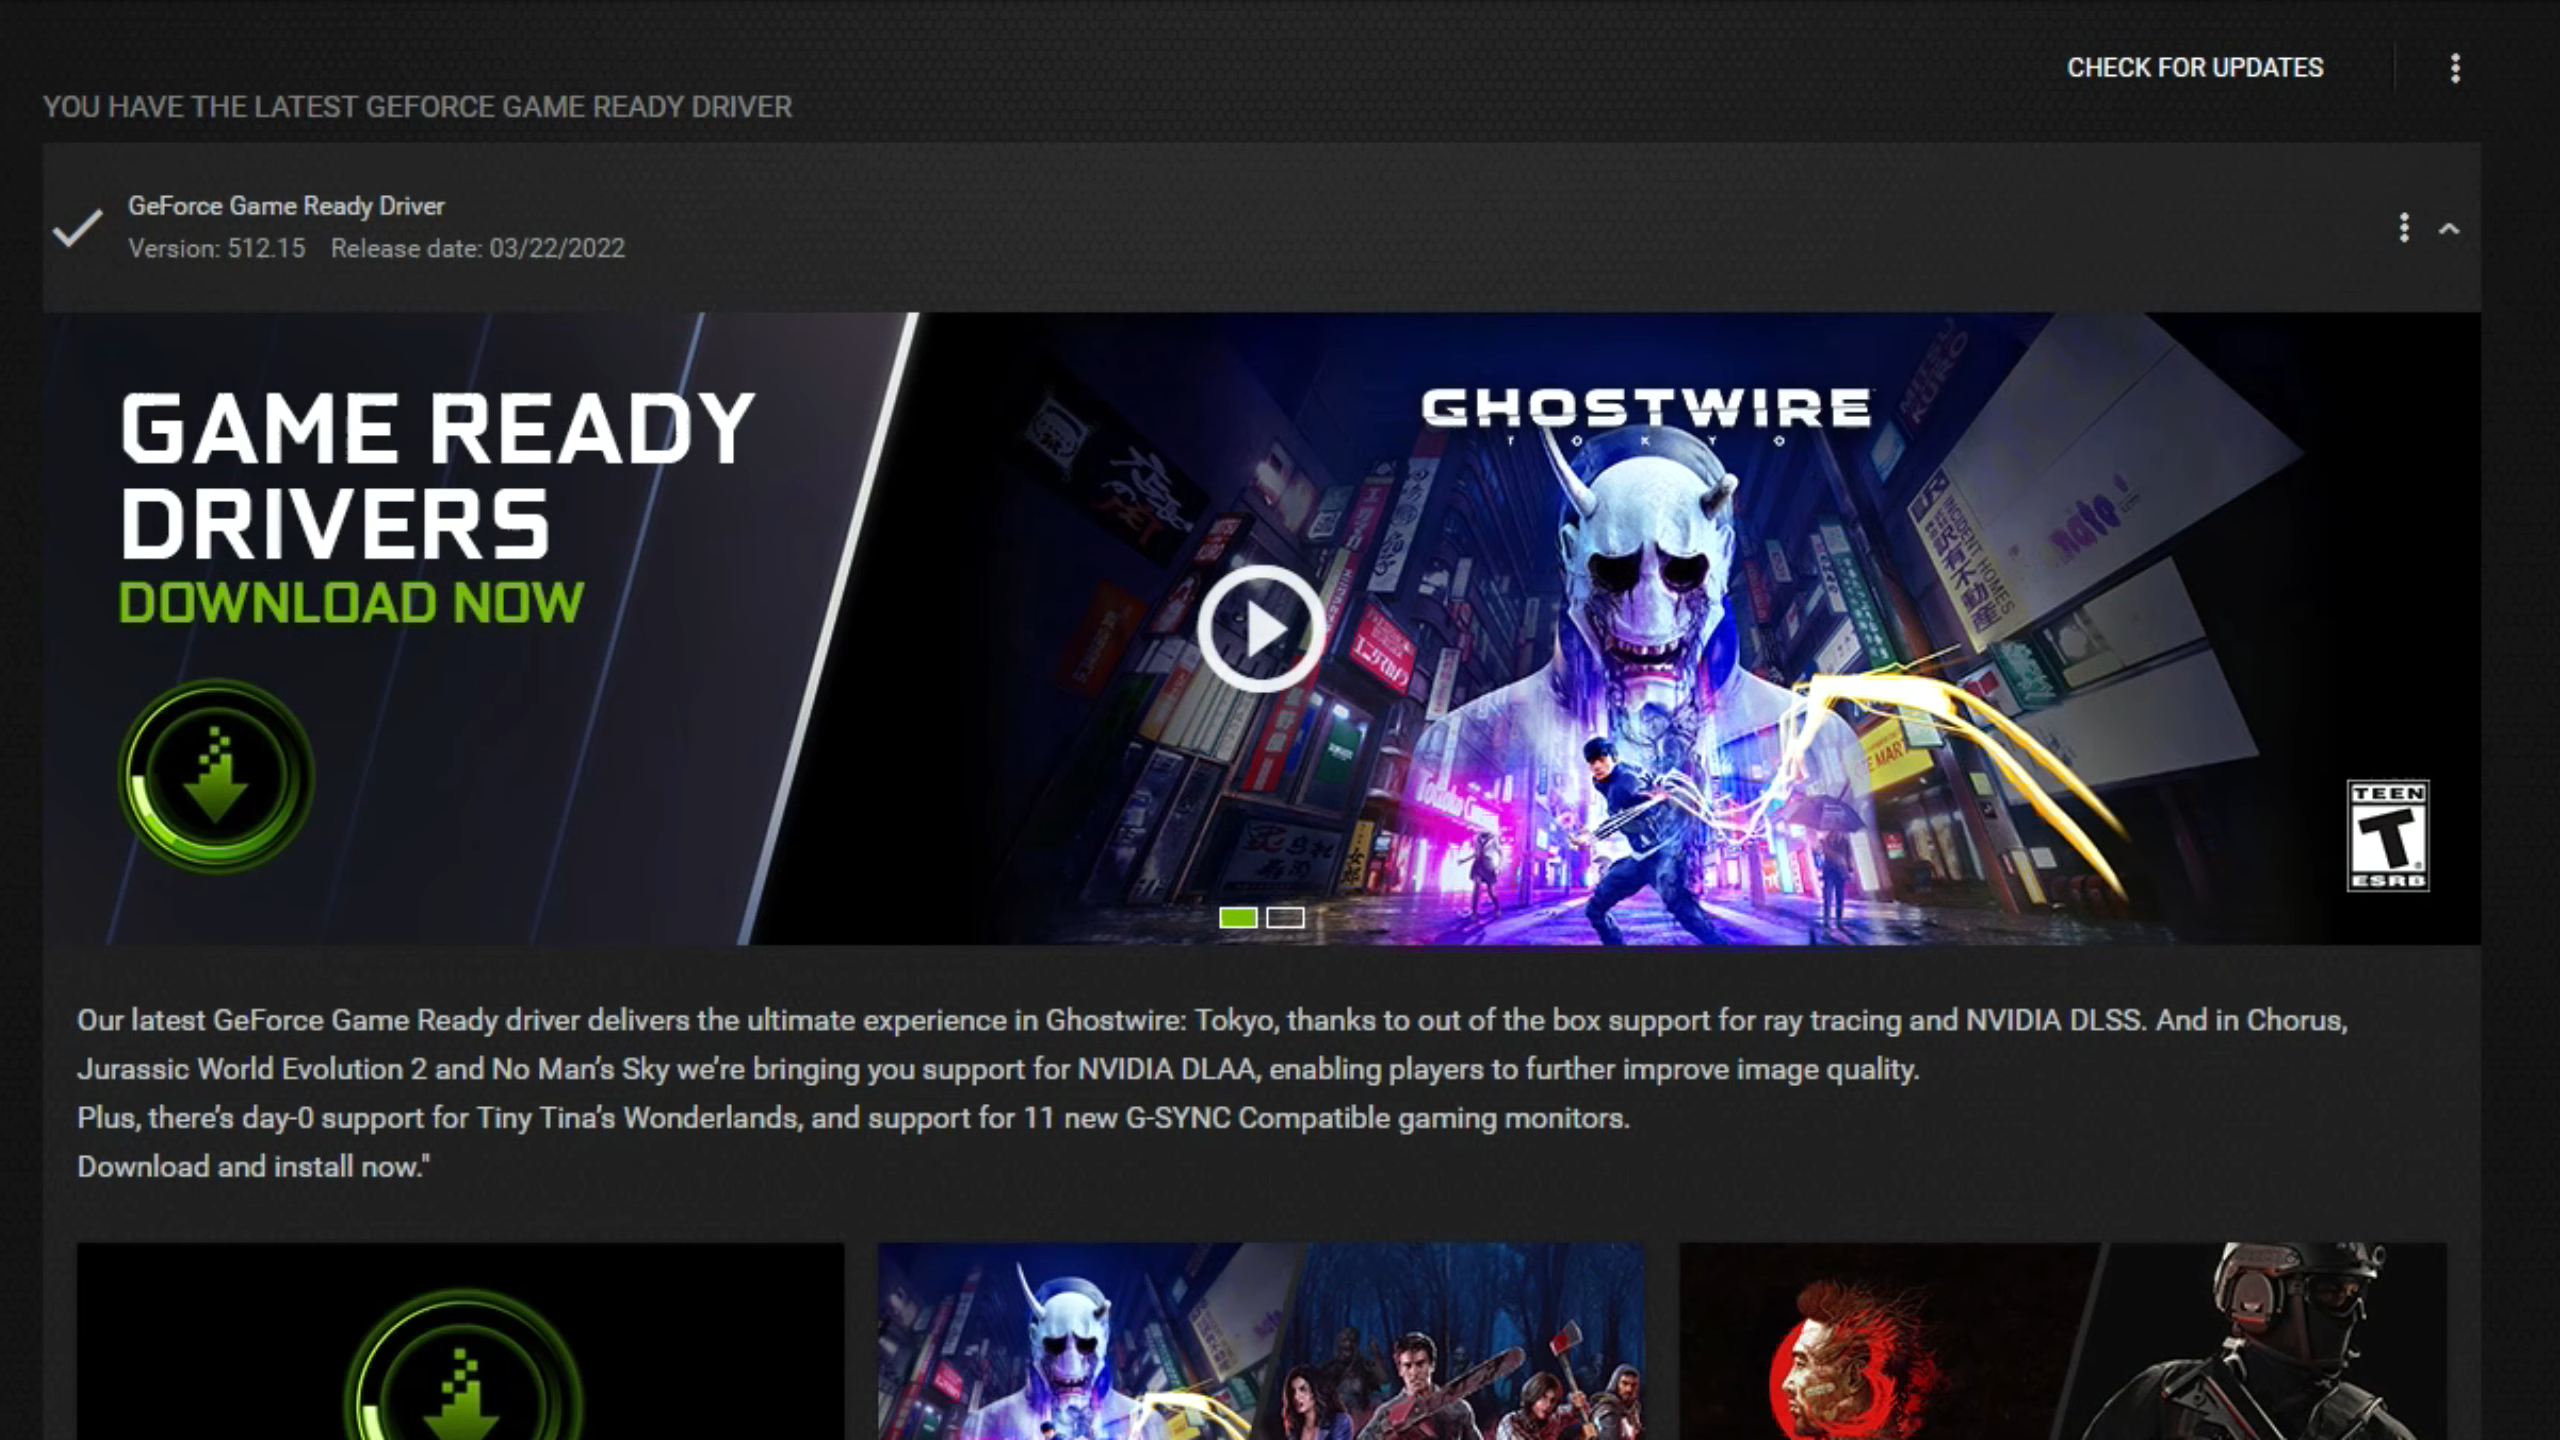 CHECK FOR UPDATES
YOU HAVE THE LATEST GEFORCE GAME READY DRIVER
GeForce Game Ready Driver
Version: 512.15 Release date: 03/22/2022
GAME READY
DRIVERS
DOWNLOAD NOW
GHOSTWIRE
TOKYO
INCIDENT HOMES
nate
TEEN
T
ESRB
Our latest GeForce Game Ready driver delivers the ultimate experience in Ghostwire: Tokyo, thanks to out of the box support for ray tracing and NVIDIA DLSS. And in Chorus,
Jurassic World Evolution 2 and No Man’s Sky we’re bringing you support for NVIDIA DLAA, enabling players to further improve image quality.
Plus, there’s day-0 support for Tiny Tina’s Wonderlands, and support for 11 new G-SYNC Compatible gaming monitors.
Download and install now."